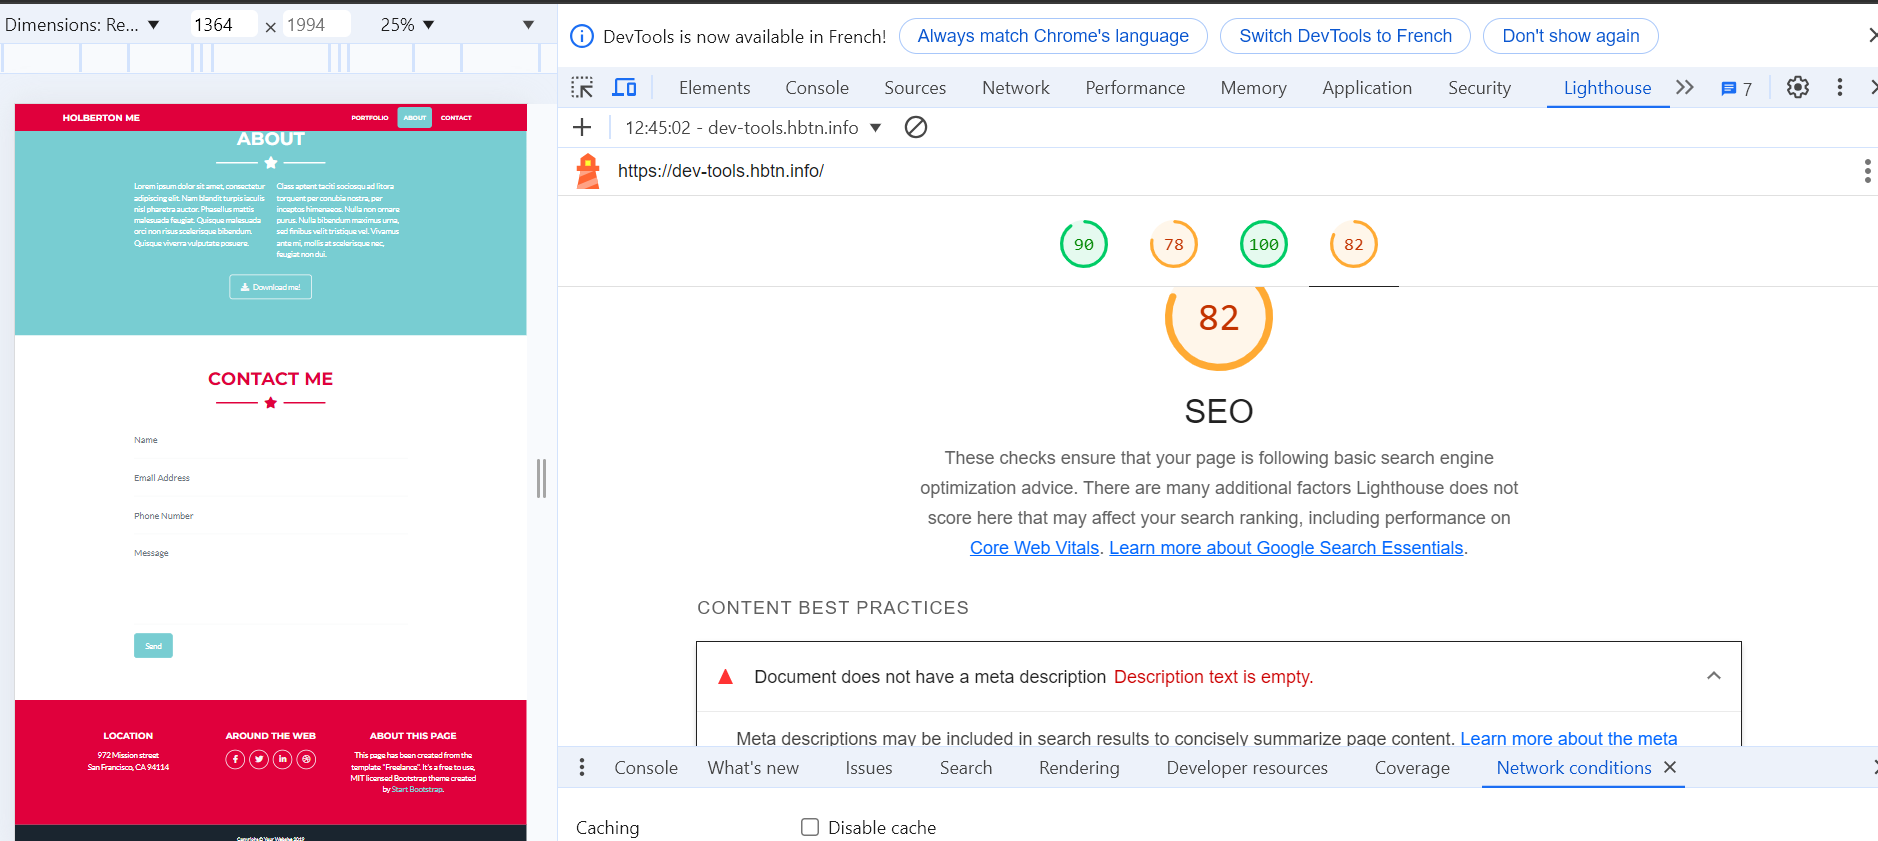 Dimensions: Re... ▼ 1364 × 1994 25% ▼ ▼
HOLBERTON ME PORTFOLIO ABOUT CONTACT
ABOUT
Lorem ipsum dolor sit amet, consectetur
adipiscing elit. Nam blandit turpis iaculis
nisl pharetra auctor. Phasellus mattis
malesuada feugiat. Quisque malesuada
orci non risus scelerisque bibendum.
Quisque viverra vulputate posuere.
Class aptent taciti sociosqu ad litora
torquent per conubia nostra, per
inceptos himenaeos. Nulla non ornare
purus. Nulla bibendum maximus urna,
sed finibus velit tristique vel. Vivamus
ante mi, mollis at scelerisque nec,
feugiat non dui.
Download me!
CONTACT ME
Name
Email Address
Phone Number
Message
Send
LOCATION
972 Mission street
San Francisco, CA 94114
AROUND THE WEB
ABOUT THIS PAGE
This page has been created from the
template "Freelance". It's a free to use,
MIT licensed Bootstrap theme created
by Start Bootstrap.
Copyright © Your Website 2019
DevTools is now available in French! Always match Chrome's language Switch DevTools to French Don't show again
Elements Console Sources Network Performance Memory Application Security Lighthouse 7
12:45:02 - dev-tools.hbtn.info ▼
https://dev-tools.hbtn.info/
90 78 100 82
82
SEO
These checks ensure that your page is following basic search engine
optimization advice. There are many additional factors Lighthouse does not
score here that may affect your search ranking, including performance on
Core Web Vitals. Learn more about Google Search Essentials.
CONTENT BEST PRACTICES
Document does not have a meta description Description text is empty.
Meta descriptions may be included in search results to concisely summarize page content. Learn more about the meta
Console What's new Issues Search Rendering Developer resources Coverage Network conditions
Caching Disable cache